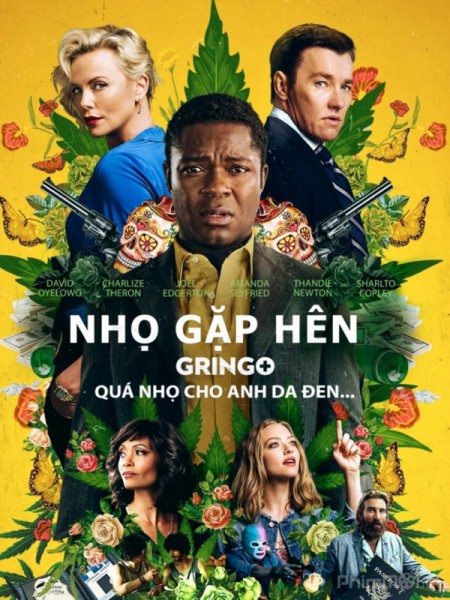 DAVID OYELOWO
CHARLIZE THERON
JOEL EDGERTON
AMANDA SEYFRIED
THANDIE NEWTON
SHARLTO COPLEY
NHỌ GẶP HÊN
GRINGO
QUÁ NHỌ CHO ANH DA ĐEN...
PASSPORT